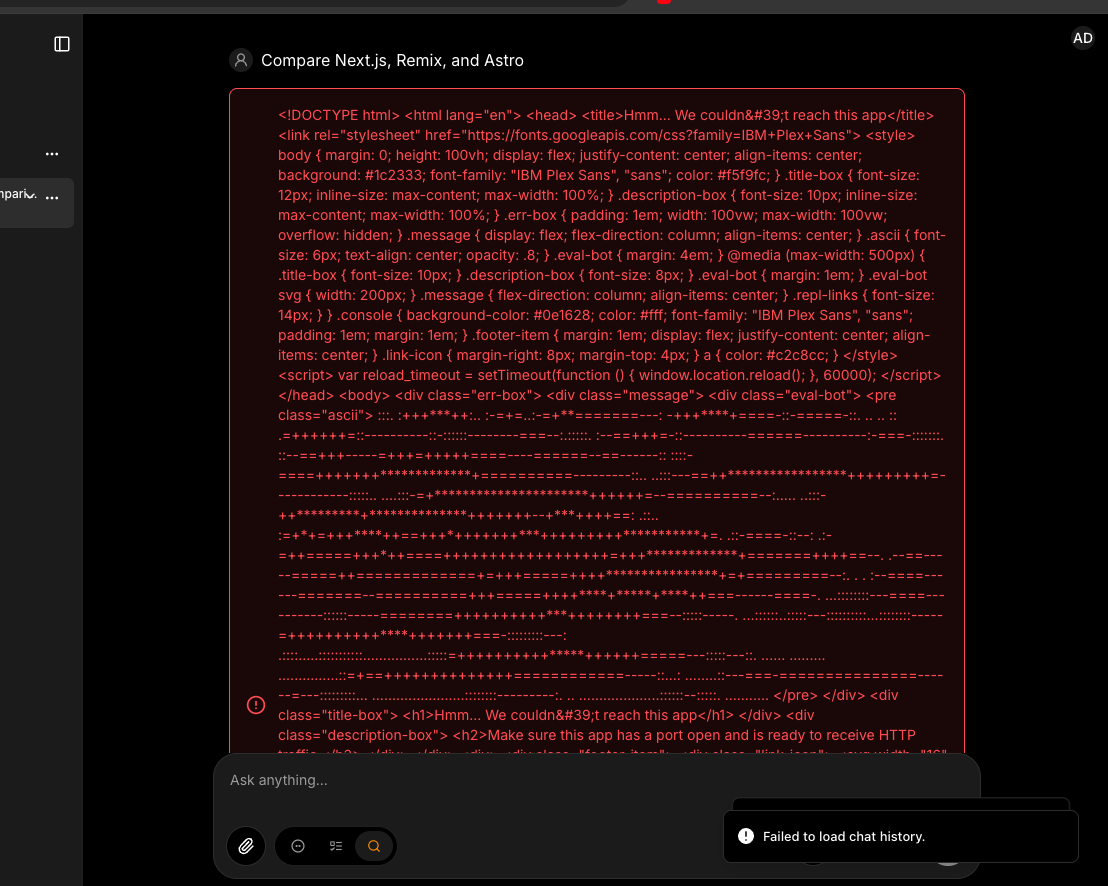 AD
Compare Next.js, Remix, and Astro
<!DOCTYPE html> <html lang="en"> <head> <title>Hmm... We couldn&#39;t reach this app</title>
<link rel="stylesheet" href="https://fonts.googleapis.com/css?family=IBM+Plex+Sans"> <style>
body { margin: 0; height: 100vh; display: flex; justify-content: center; align-items: center;
background: #1c2333; font-family: "IBM Plex Sans", "sans"; color: #f5f9fc; } .title-box { font-size:
12px; inline-size: max-content; max-width: 100%; } .description-box { font-size: 10px; inline-size:
max-content; max-width: 100%; } .err-box { padding: 1em; width: 100vw; max-width: 100vw;
overflow: hidden; } .message { display: flex; flex-direction: column; align-items: center; } .ascii { font-
size: 6px; text-align: center; opacity: .8; } .eval-bot { margin: 4em; } @media (max-width: 500px) {
.title-box { font-size: 10px; } .description-box { font-size: 8px; } .eval-bot { margin: 1em; } .eval-bot
svg { width: 200px; } .message { flex-direction: column; align-items: center; } .repl-links { font-size:
14px; } } .console { background-color: #0e1628; color: #fff; font-family: "IBM Plex Sans", "sans";
padding: 1em; margin: 1em; } .footer-item { margin: 1em; display: flex; justify-content: center; align-
items: center; } .link-icon { margin-right: 8px; margin-top: 4px; } a { color: #c2c8cc; } </style>
<script> var reload_timeout = setTimeout(function () { window.location.reload(); }, 60000); </script>
</head> <body> <div class="err-box"> <div class="message"> <div class="eval-bot"> <pre
class="ascii">
</pre> </div> <div
class="title-box"> <h1>Hmm... We couldn&#39;t reach this app</h1> </div> <div
class="description-box"> <h2>Make sure this app has a port open and is ready to receive HTTP
Ask anything...
Failed to load chat history.